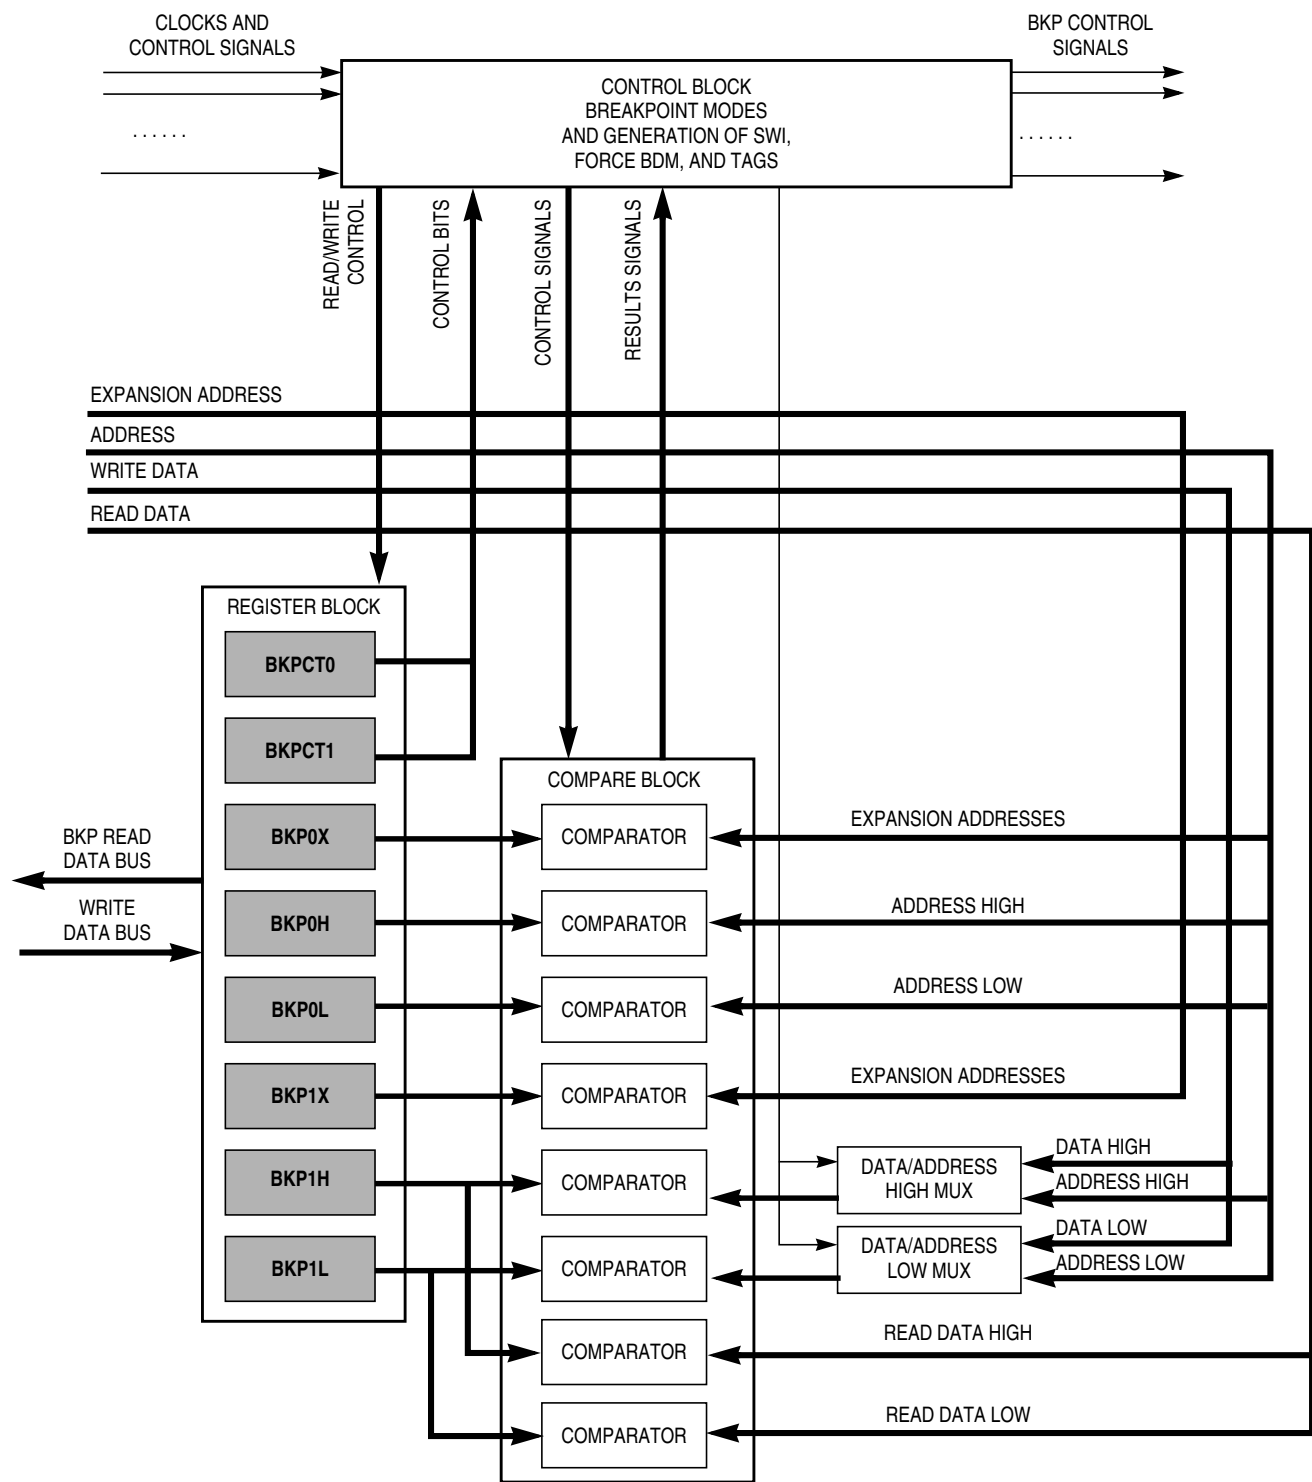 CLOCKS AND
CONTROL SIGNALS
BKP CONTROL
SIGNALS
CONTROL BLOCK
BREAKPOINT MODES
AND GENERATION OF SWI,
FORCE BDM, AND TAGS
. . . . . .
. . . . . .
READ/WRITE
CONTROL
CONTROL BITS
CONTROL SIGNALS
RESULTS SIGNALS
EXPANSION ADDRESS
ADDRESS
WRITE DATA
READ DATA
REGISTER BLOCK
BKPCT0
BKPCT1
COMPARE BLOCK
BKP0X
COMPARATOR
EXPANSION ADDRESSES
BKP READ
DATA BUS
WRITE
DATA BUS
BKP0H
COMPARATOR
ADDRESS HIGH
BKP0L
COMPARATOR
ADDRESS LOW
BKP1X
COMPARATOR
EXPANSION ADDRESSES
BKP1H
COMPARATOR
DATA/ADDRESS
HIGH MUX
DATA HIGH
ADDRESS HIGH
BKP1L
COMPARATOR
DATA/ADDRESS
LOW MUX
DATA LOW
ADDRESS LOW
COMPARATOR
READ DATA HIGH
COMPARATOR
READ DATA LOW